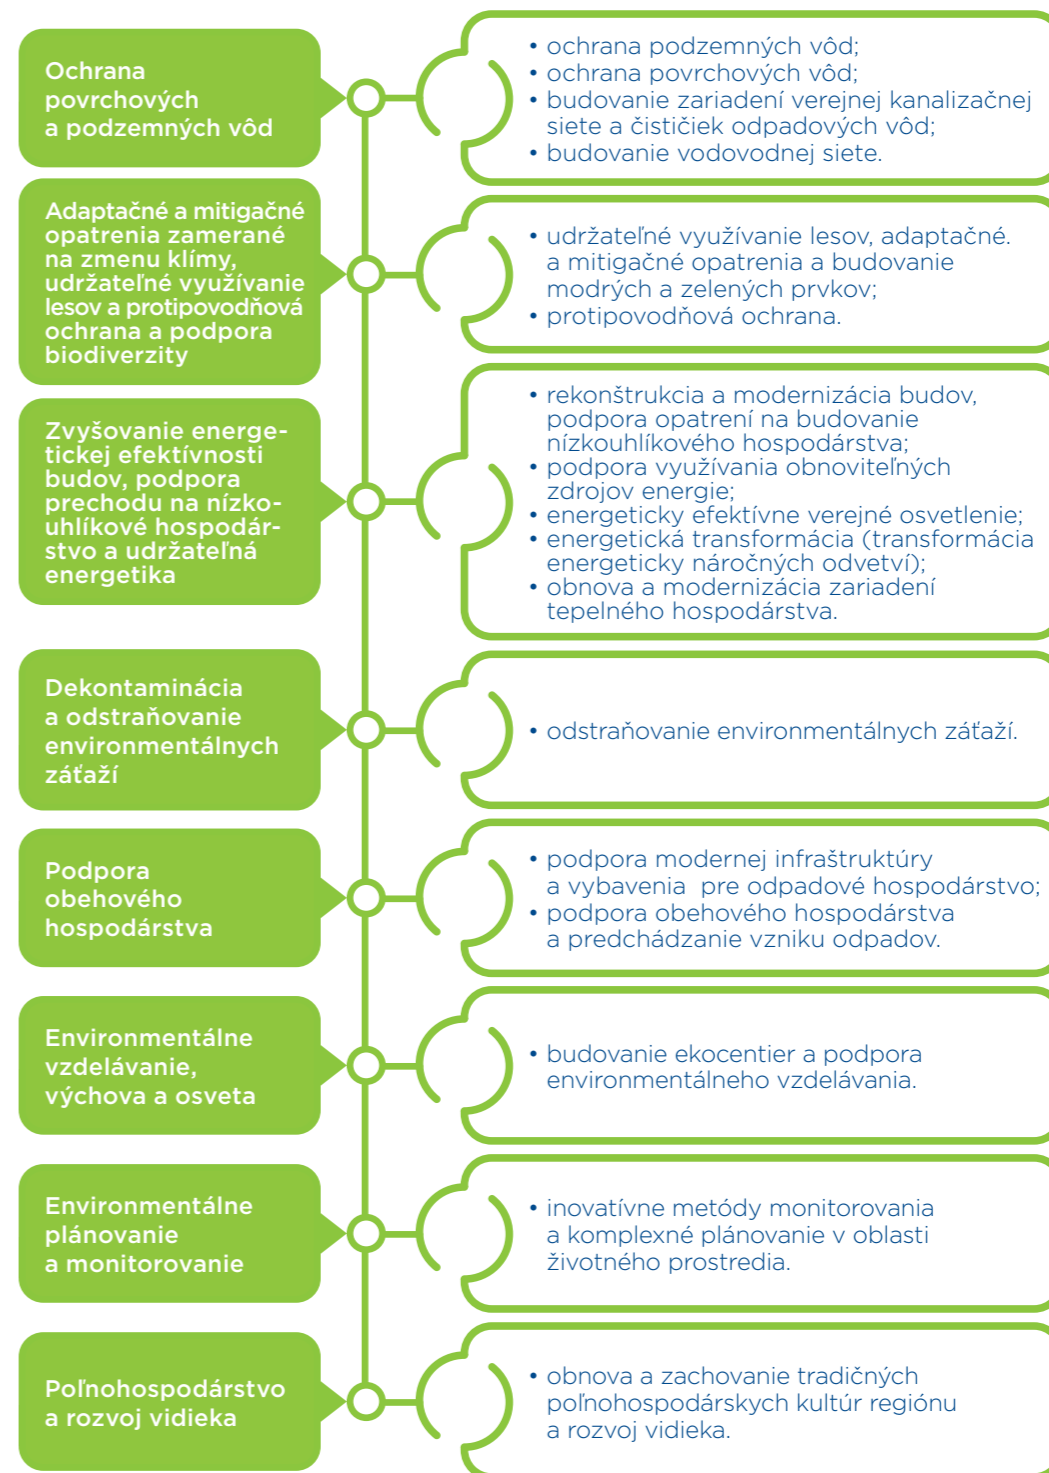 Ochrana
povrchových
a podzemných vôd
• ochrana podzemných vôd;
• ochrana povrchových vôd;
• budovanie zariadení verejnej kanalizačnej
siete a čističiek odpadových vôd;
• budovanie vodovodnej siete.
Adaptačné a mitigačné
opatrenia zamerané
na zmenu klímy,
udržateľné využívanie
lesov a protipovodňová
ochrana a podpora
biodiverzity
• udržateľné využívanie lesov, adaptačné.
a mitigačné opatrenia a budovanie
modrých a zelených prvkov;
• protipovodňová ochrana.
Zvyšovanie energe-
tickej efektívnosti
budov, podpora
prechodu na nízko-
uhlíkové hospodár-
stvo a udržateľná
energetika
• rekonštrukcia a modernizácia budov,
podpora opatrení na budovanie
nízkouhlíkového hospodárstva;
• podpora využívania obnoviteľných
zdrojov energie;
• energeticky efektívne verejné osvetlenie;
• energetická transformácia (transformácia
energeticky náročných odvetví);
• obnova a modernizácia zariadení
tepelného hospodárstva.
Dekontaminácia
a odstraňovanie
environmentálnych
záťaží
• odstraňovanie environmentálnych záťaží.
Podpora
obehového
hospodárstva
• podpora modernej infraštruktúry
a vybavenia pre odpadové hospodárstvo;
• podpora obehového hospodárstva
a predchádzanie vzniku odpadov.
Environmentálne
vzdelávanie,
výchova a osveta
• budovanie ekocentier a podpora
environmentálneho vzdelávania.
Environmentálne
plánovanie
a monitorovanie
• inovatívne metódy monitorovania
a komplexné plánovanie v oblasti
životného prostredia.
Poľnohospodárstvo
a rozvoj vidieka
• obnova a zachovanie tradičných
poľnohospodárskych kultúr regiónu
a rozvoj vidieka.